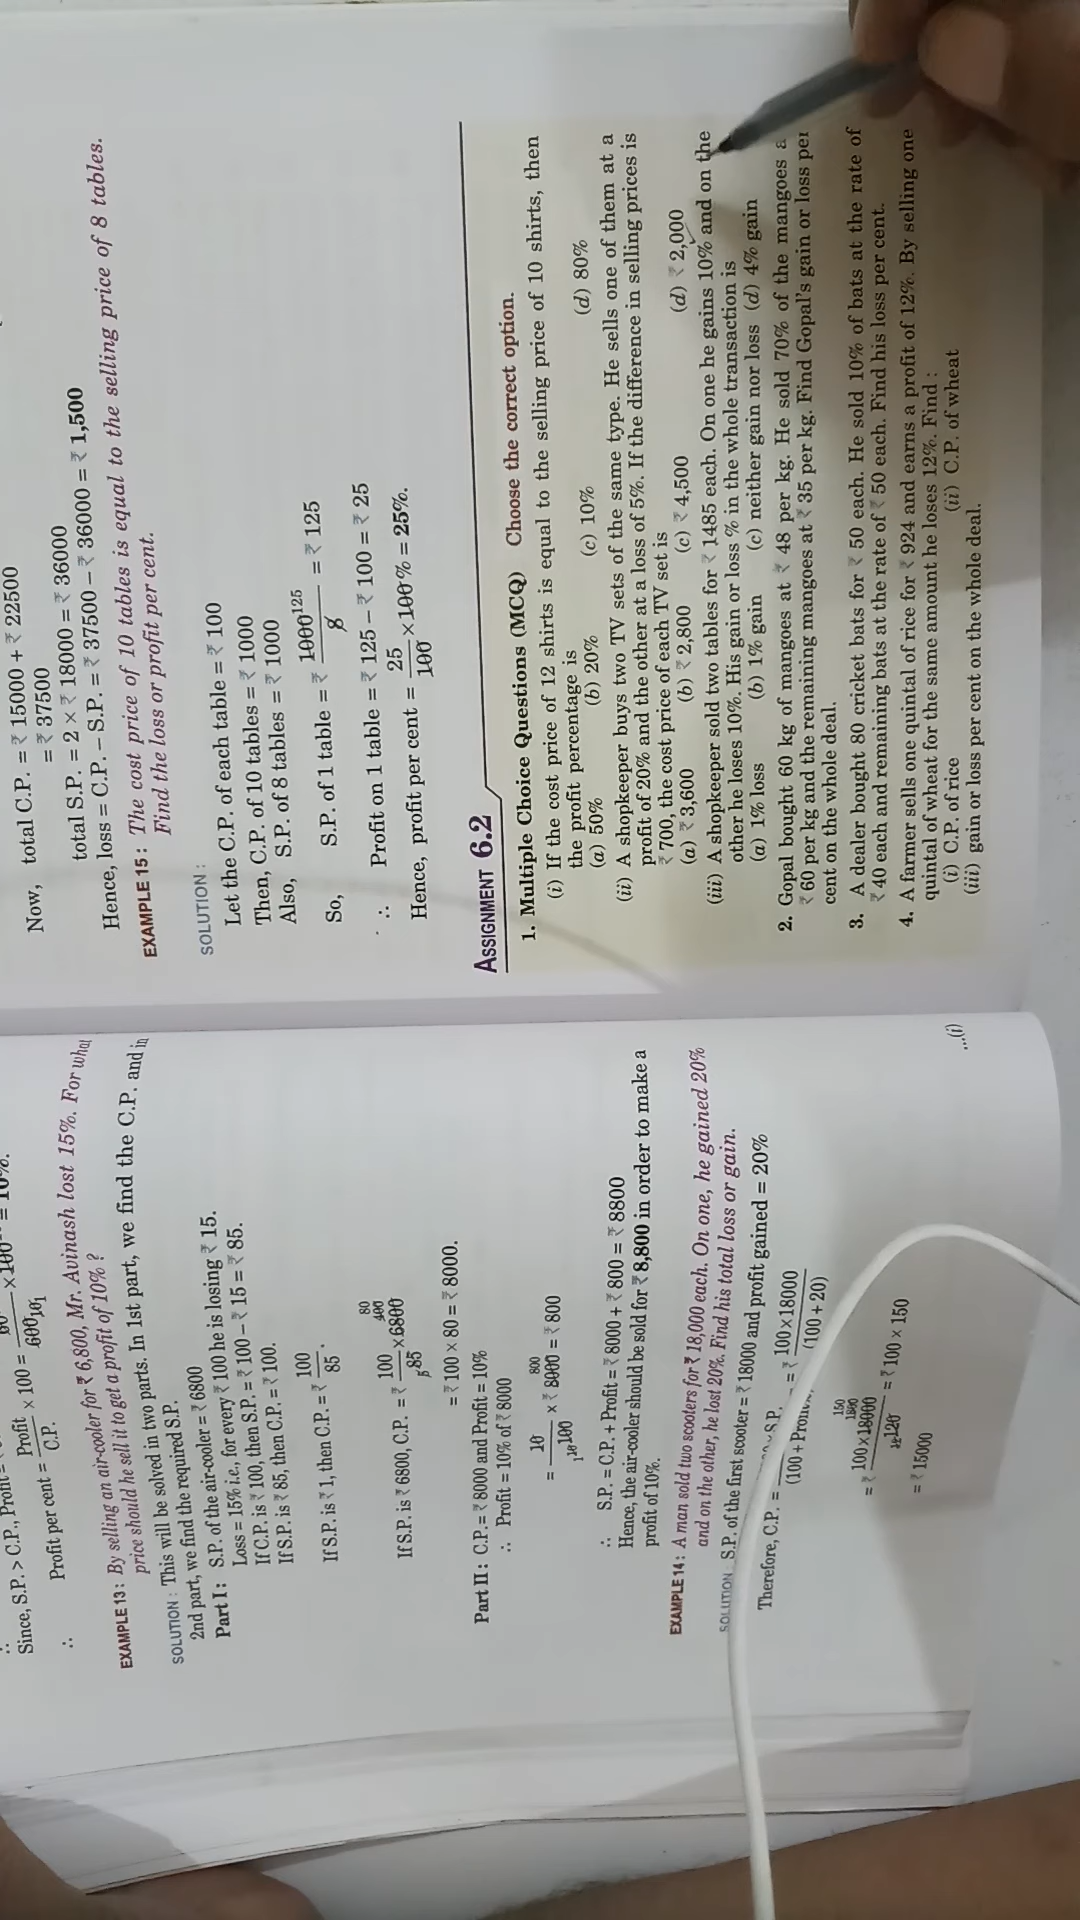 Since, S.P. > C.P., Profit
∴ Profit per cent = Profit/C.P. × 100 = 60/600 × 100 = 10%.
EXAMPLE 13 : By selling an air-cooler for ₹ 6,800, Mr. Avinash lost 15%. For what
price should he sell it to get a profit of 10% ?
SOLUTION : This will be solved in two parts. In 1st part, we find the C.P. and in
2nd part, we find the required S.P.
Part I : S.P. of the air-cooler = ₹ 6800
Loss = 15% i.e., for every ₹ 100 he is losing ₹ 15.
If C.P. is ₹ 100, then S.P. = ₹ 100 – ₹ 15 = ₹ 85.
If S.P. is ₹ 85, then C.P. = ₹ 100.
If S.P. is ₹ 1, then C.P. = ₹ 100/85.
If S.P. is ₹ 6800, C.P. = ₹ 100/85 × 6800
= ₹ 100 × 80 = ₹ 8000.
Part II : C.P. = ₹ 8000 and Profit = 10%
∴ Profit = 10% of ₹ 8000
= 10/100 × ₹ 8000 = ₹ 800
∴ S.P. = C.P. + Profit = ₹ 8000 + ₹ 800 = ₹ 8800
Hence, the air-cooler should be sold for ₹ 8,800 in order to make a
profit of 10%.
EXAMPLE 14 : A man sold two scooters for ₹ 18,000 each. On one, he gained 20%
and on the other, he lost 20%. Find his total loss or gain.
SOLUTION : S.P. of the first scooter = ₹ 18000 and profit gained = 20%
Therefore, C.P. = S.P./(100 + = ₹ 100 × 18000/(100 + 20)
= ₹ 100 × 18000/120 = ₹ 100 × 150
= ₹ 15000 ...(i)
Now, total C.P. = ₹ 15000 + ₹ 22500
= ₹ 37500
total S.P. = 2 × ₹ 18000 = ₹ 36000
Hence, loss = C.P. – S.P. = ₹ 37500 – ₹ 36000 = ₹ 1,500
EXAMPLE 15 : The cost price of 10 tables is equal to the selling price of 8 tables.
Find the loss or profit per cent.
SOLUTION :
Let the C.P. of each table = ₹ 100
Then, C.P. of 10 tables = ₹ 1000
Also, S.P. of 8 tables = ₹ 1000
So, S.P. of 1 table = ₹ 1000/8 = ₹ 125
∴ Profit on 1 table = ₹ 125 – ₹ 100 = ₹ 25
Hence, profit per cent = 25/100 × 100% = 25%.
ASSIGNMENT 6.2
1. Multiple Choice Questions (MCQ) Choose the correct option.
(i) If the cost price of 12 shirts is equal to the selling price of 10 shirts, then
the profit percentage is
(a) 50% (b) 20% (c) 10% (d) 80%
(ii) A shopkeeper buys two TV sets of the same type. He sells one of them at a
profit of 20% and the other at a loss of 5%. If the difference in selling prices is
₹ 700, the cost price of each TV set is
(a) ₹ 3,600 (b) ₹ 2,800 (c) ₹ 4,500 (d) ₹ 2,000
(iii) A shopkeeper sold two tables for ₹ 1485 each. On one he gains 10% and on the
other he loses 10%. His gain or loss % in the whole transaction is
(a) 1% loss (b) 1% gain (c) neither gain nor loss (d) 4% gain
2. Gopal bought 60 kg of mangoes at ₹ 48 per kg. He sold 70% of the mangoes a
₹ 60 per kg and the remaining mangoes at ₹ 35 per kg. Find Gopal's gain or loss per
cent on the whole deal.
3. A dealer bought 80 cricket bats for ₹ 50 each. He sold 10% of bats at the rate of
₹ 40 each and remaining bats at the rate of ₹ 50 each. Find his loss per cent.
4. A farmer sells one quintal of rice for ₹ 924 and earns a profit of 12%. By selling one
quintal of wheat for the same amount he loses 12%. Find :
(i) C.P. of rice (ii) C.P. of wheat
(iii) gain or loss per cent on the whole deal.